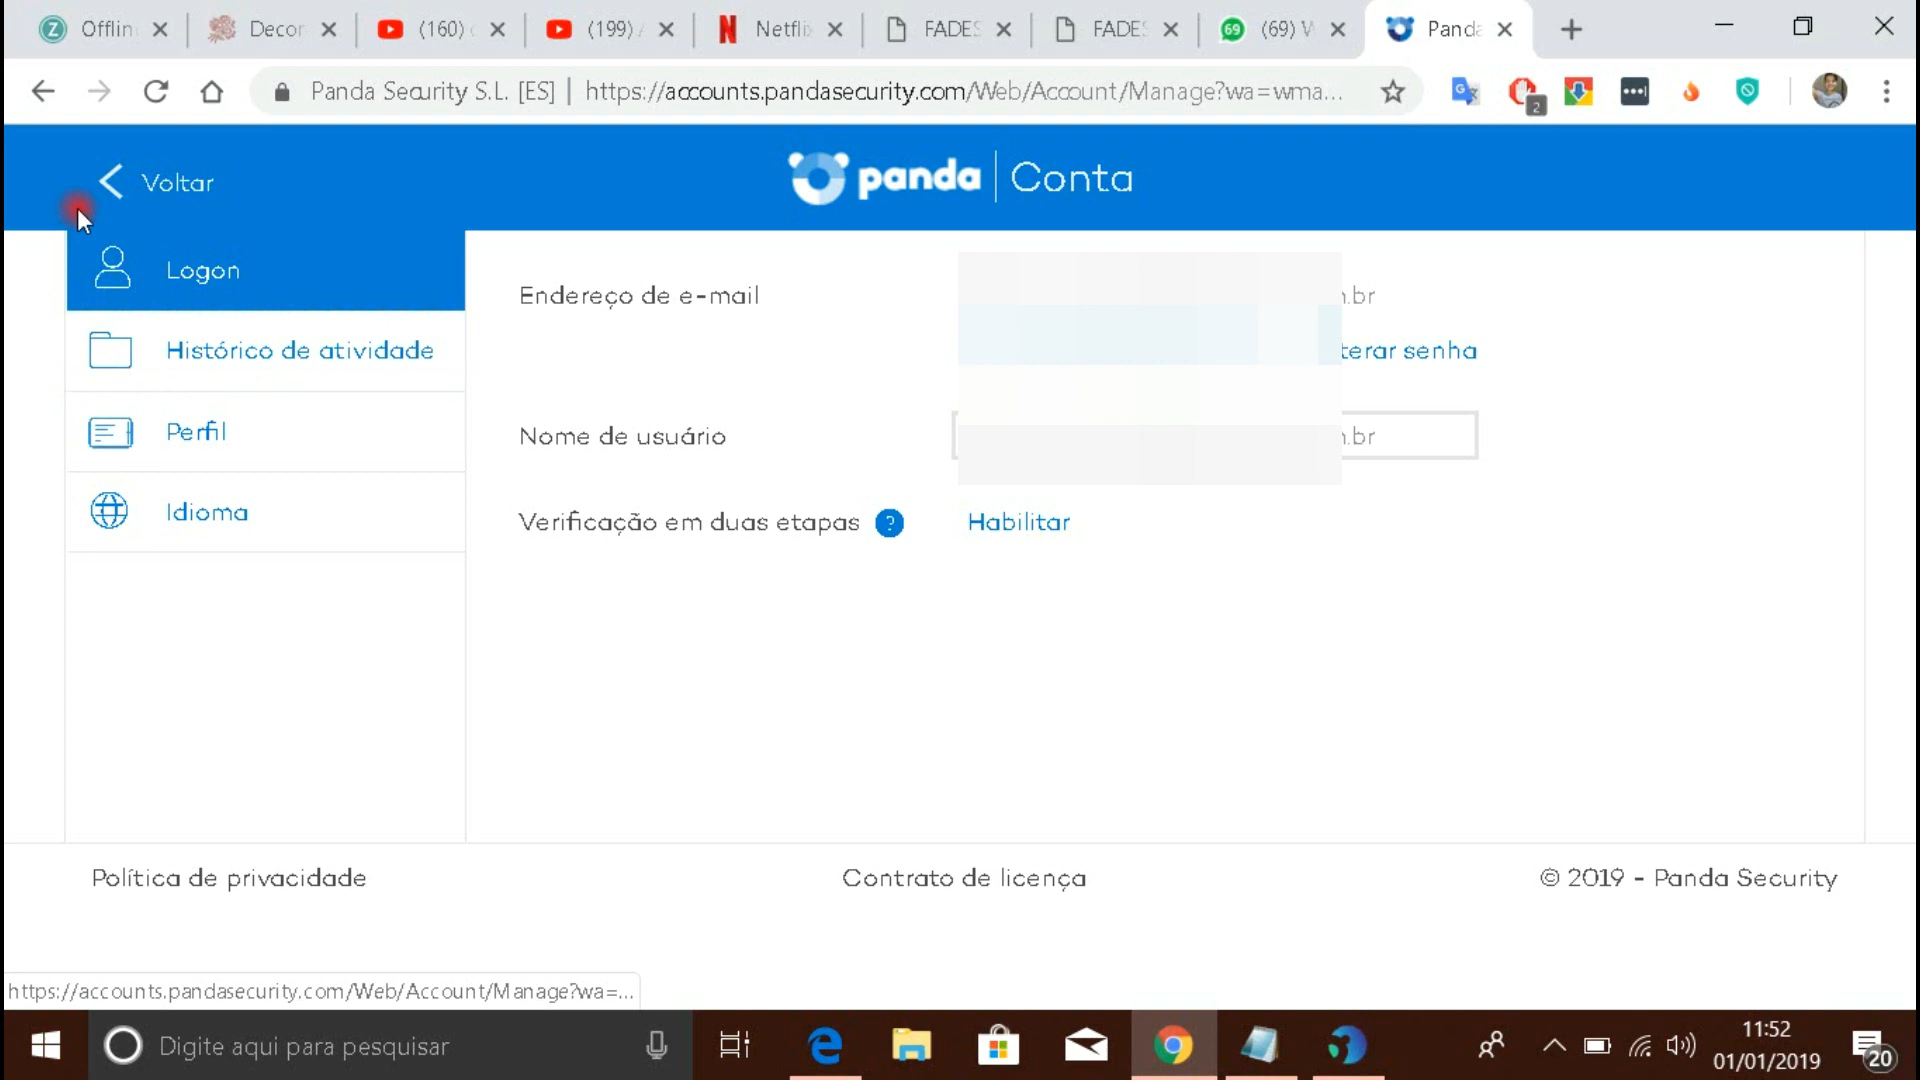 Offlin
Decor
(160)
(199)
Netfli
FADES
FADE
69
(69) W
Panda
Panda Security S.L. [ES] | https://accounts.pandasecurity.com/Web/Account/Manage?wa=wma...
2
Voltar
panda | Conta
Logon
Histórico de atividade
Perfil
Idioma
Endereço de e-mail
.br
terar senha
Nome de usuário
.br
Verificação em duas etapas ? Habilitar
Política de privacidade
Contrato de licença
© 2019 - Panda Security
https://accounts.pandasecurity.com/Web/Account/Manage?wa=...
Digite aqui para pesquisar
11:52
01/01/2019
20